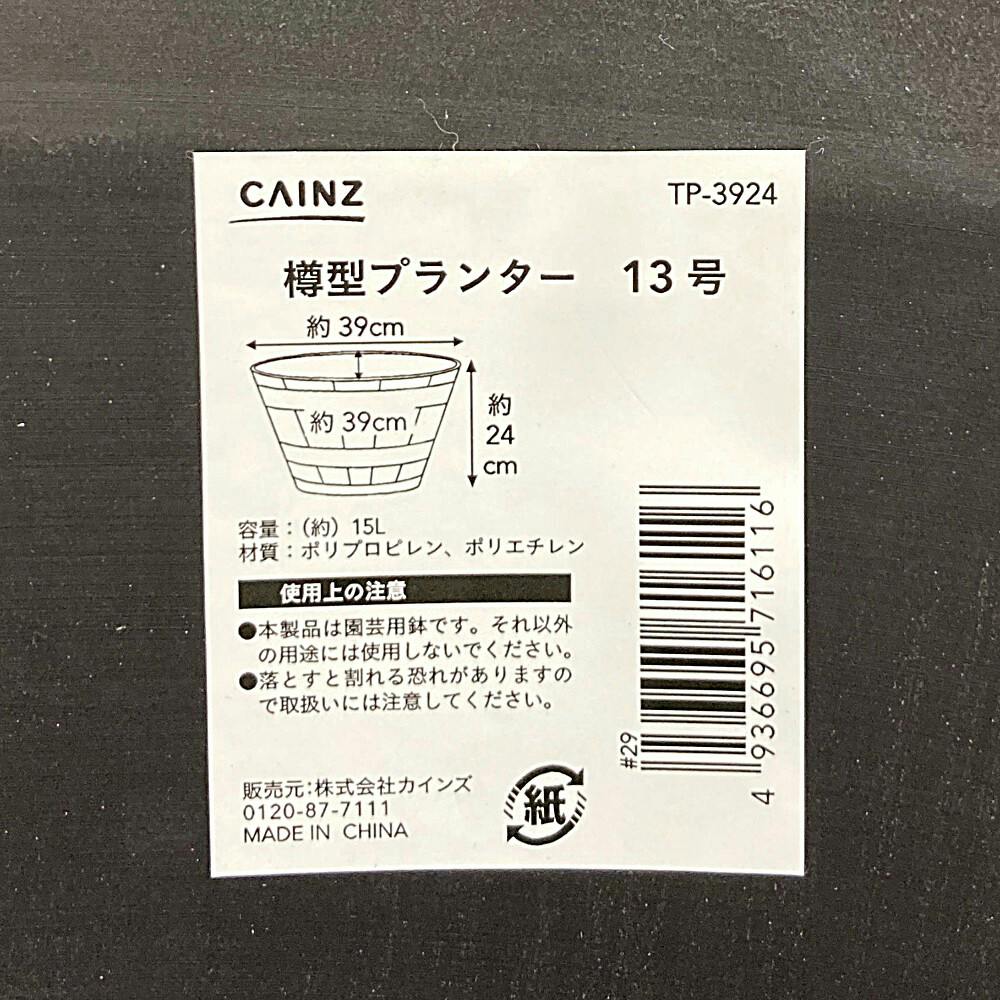 CAINZ
TP-3924
樽型プランター 13号
約 39cm
約 39cm
約
24
cm
容量：（約）15L
材質：ポリプロピレン、ポリエチレン
使用上の注意
●本製品は園芸用鉢です。それ以外
の用途には使用しないでください。
●落とすと割れる恐れがありますの
で取扱いには注意してください。
#29
4 936695 716116
販売元：株式会社カインズ
0120-87-7111
MADE IN CHINA
紙